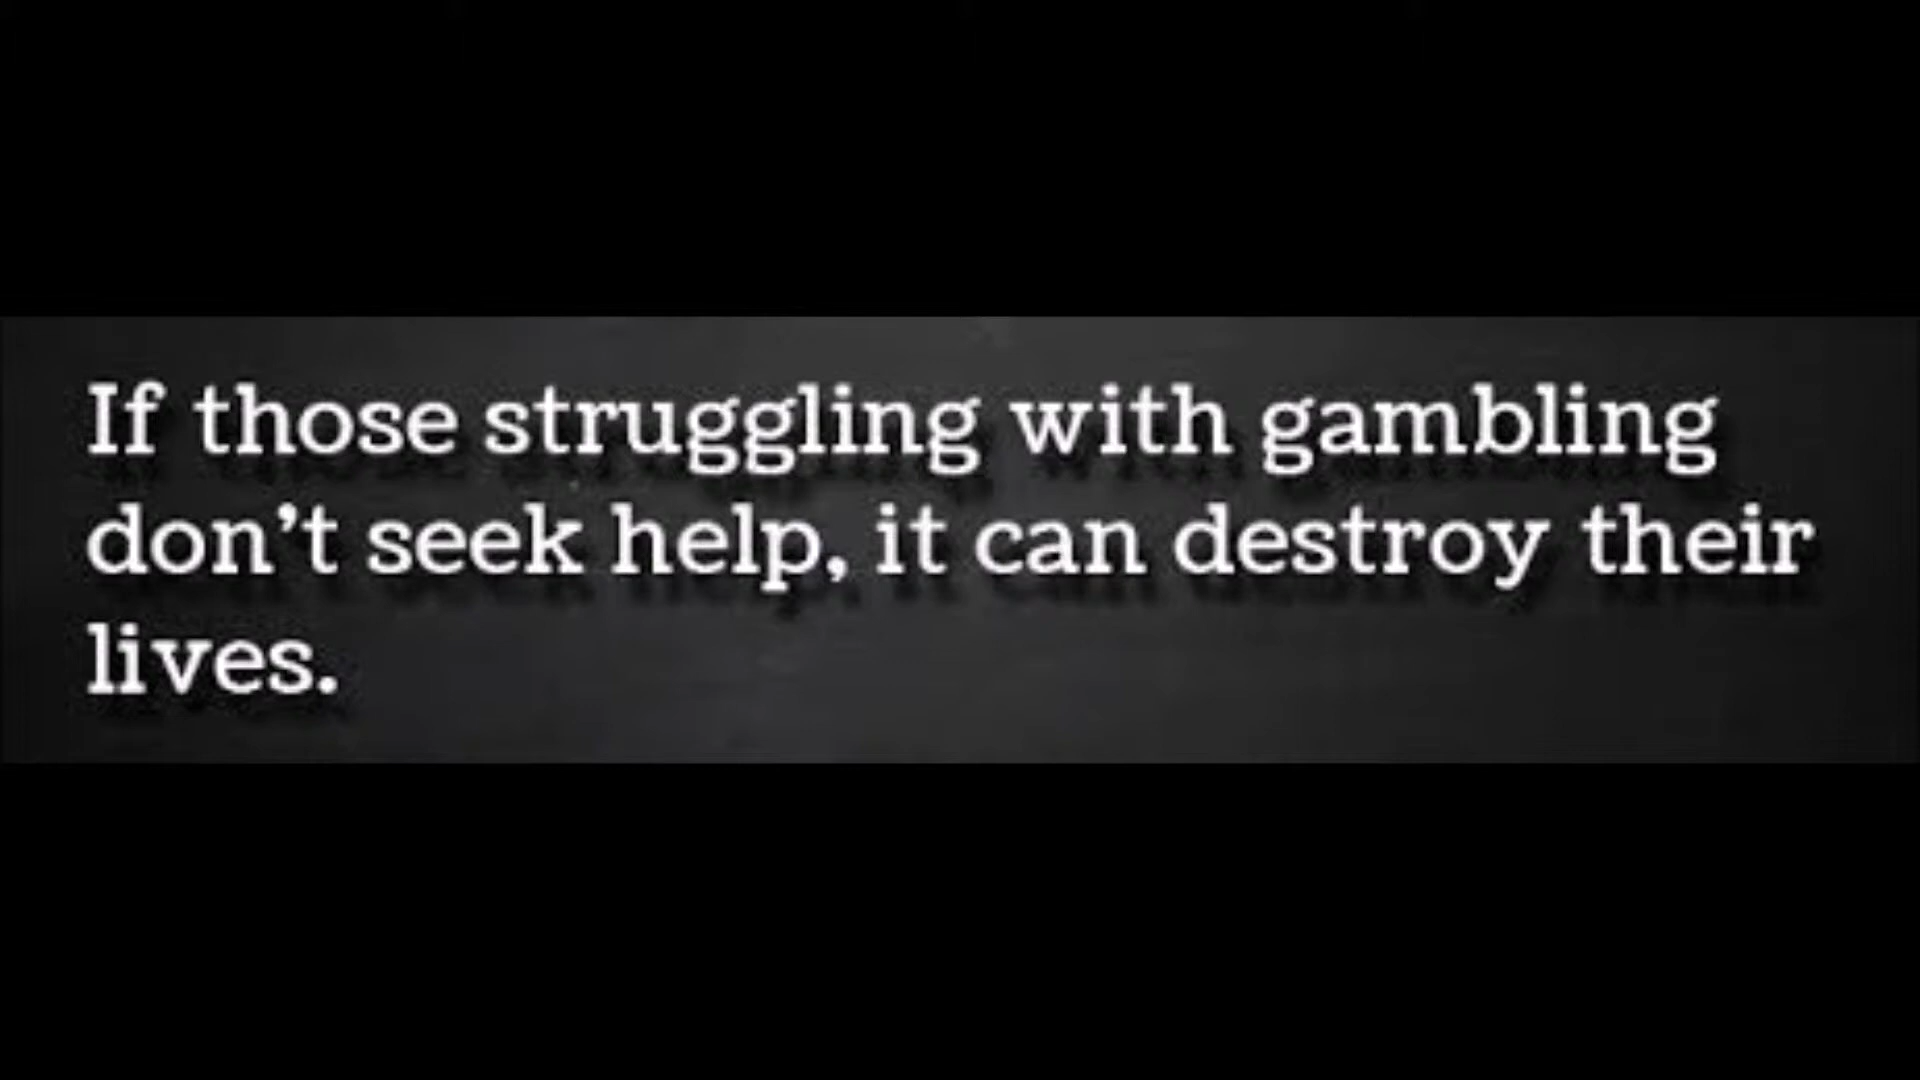 If those struggling with gambling
don't seek help, it can destroy their
lives.